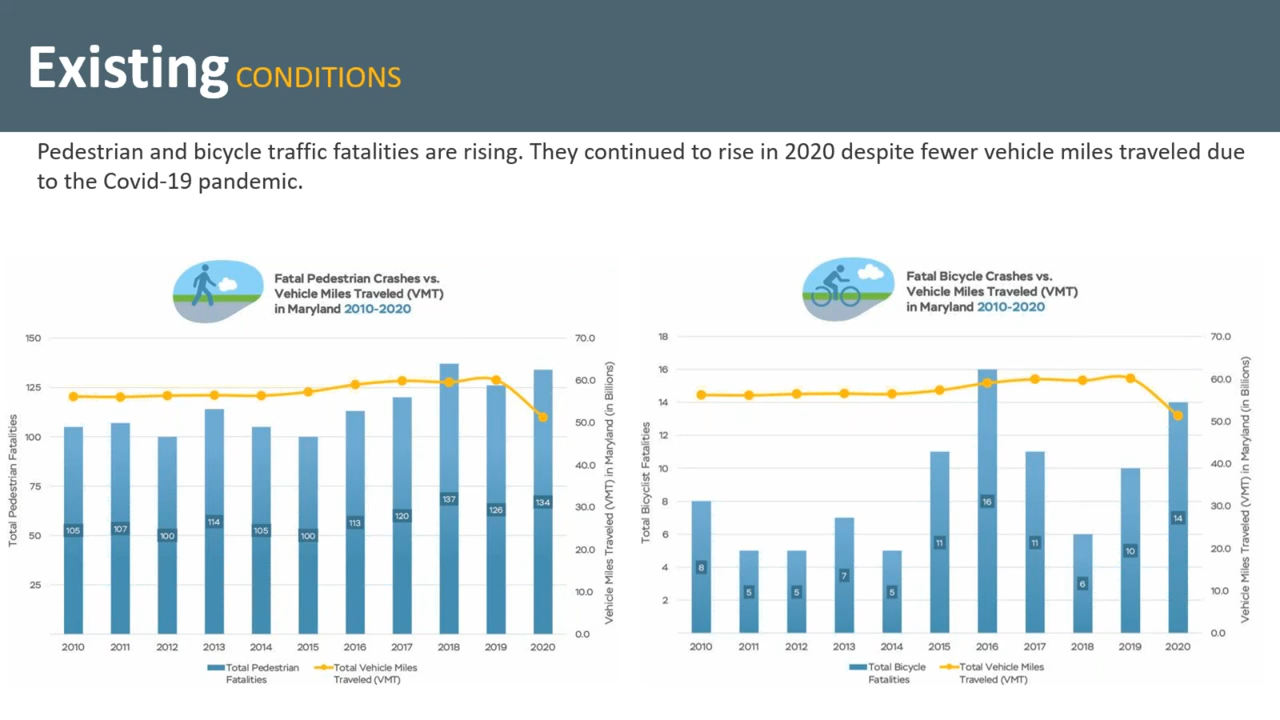 Existing CONDITIONS
Pedestrian and bicycle traffic fatalities are rising. They continued to rise in 2020 despite fewer vehicle miles traveled due
to the Covid-19 pandemic.
Fatal Pedestrian Crashes vs.
Vehicle Miles Traveled (VMT)
in Maryland 2010-2020
150
125
100
75
50
25
Total Pedestrian Fatalities
70.0
60.0
50.0
40.0
30.0
20.0
10.0
0.0
Vehicle Miles Traveled (VMT) in Maryland (in Billions)
105 107 100 114 105 100 113 120 137 126 134
2010 2011 2012 2013 2014 2015 2016 2017 2018 2019 2020
Total Pedestrian
Fatalities
Total Vehicle Miles
Traveled (VMT)
Fatal Bicycle Crashes vs.
Vehicle Miles Traveled (VMT)
in Maryland 2010-2020
18
16
14
12
10
8
6
4
2
Total Bicyclist Fatalities
70.0
60.0
50.0
40.0
30.0
20.0
10.0
0.0
Vehicle Miles Traveled (VMT) in Maryland (in Billions)
8 5 5 7 5 11 16 11 6 10 14
2010 2011 2012 2013 2014 2015 2016 2017 2018 2019 2020
Total Bicycle
Fatalities
Total Vehicle Miles
Traveled (VMT)